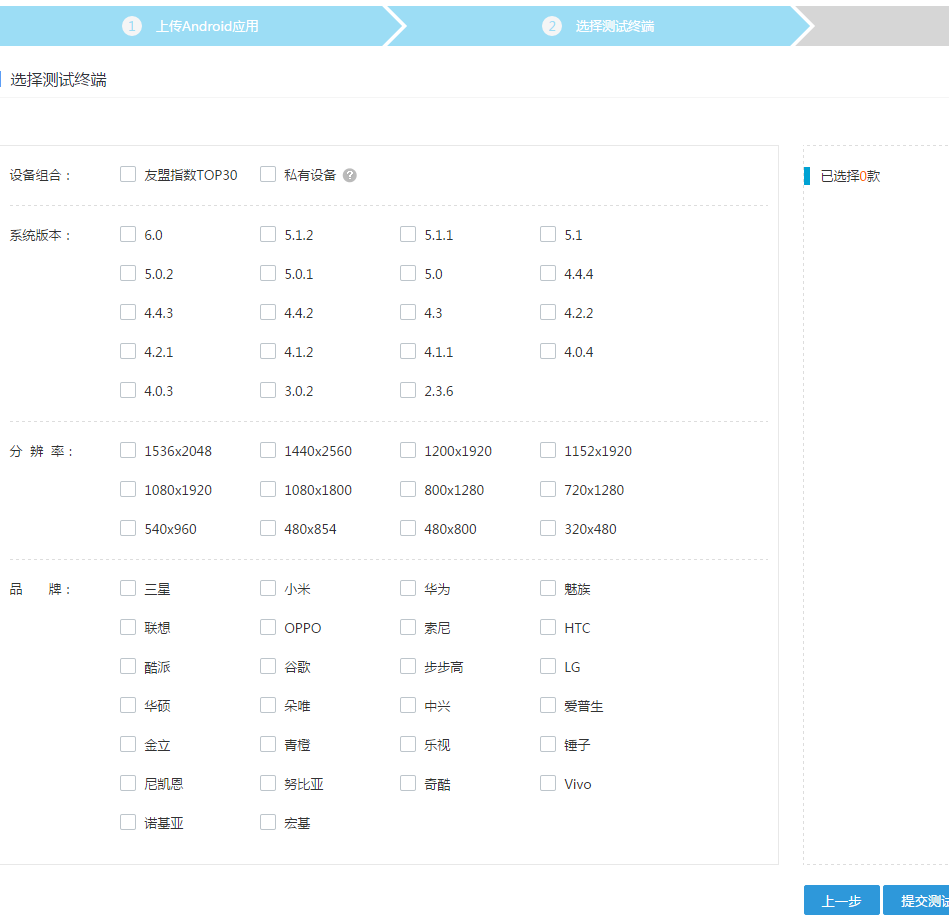 1 上传Android应用 2 选择测试终端
选择测试终端
设备组合： 友盟指数TOP30 私有设备 ?
已选择0款
系统版本： 6.0 5.1.2 5.1.1 5.1
5.0.2 5.0.1 5.0 4.4.4
4.4.3 4.4.2 4.3 4.2.2
4.2.1 4.1.2 4.1.1 4.0.4
4.0.3 3.0.2 2.3.6
分 辨 率： 1536x2048 1440x2560 1200x1920 1152x1920
1080x1920 1080x1800 800x1280 720x1280
540x960 480x854 480x800 320x480
品 牌： 三星 小米 华为 魅族
联想 OPPO 索尼 HTC
酷派 谷歌 步步高 LG
华硕 朵唯 中兴 爱普生
金立 青橙 乐视 锤子
尼凯恩 努比亚 奇酷 Vivo
诺基亚 宏基
上一步 提交测试